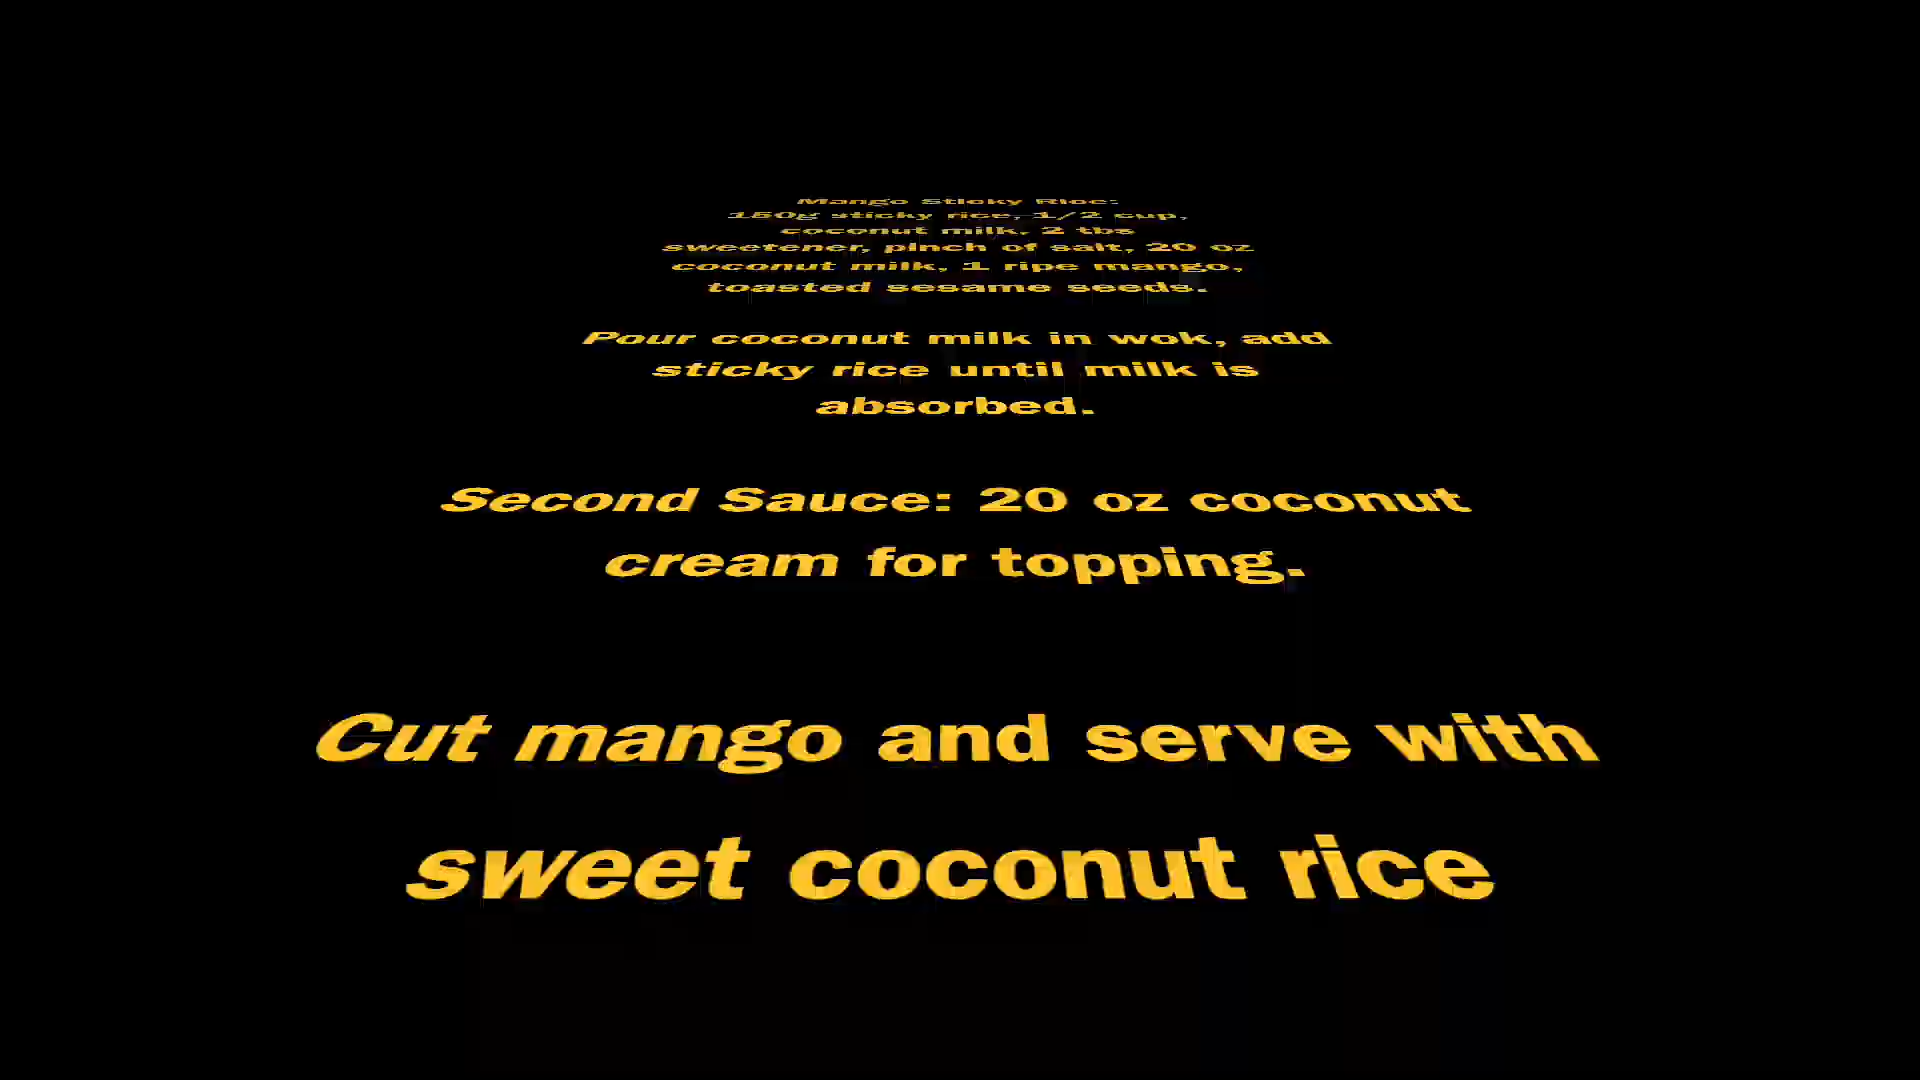 Mango Sticky Rice:
150g sticky rice, 1/2 cup,
coconut milk, 2 tbs
sweetener, pinch of salt, 20 oz
coconut milk, 1 ripe mango,
toasted sesame seeds.
Pour coconut milk in wok, add
sticky rice until milk is
absorbed.
Second Sauce: 20 oz coconut
cream for topping.
Cut mango and serve with
sweet coconut rice